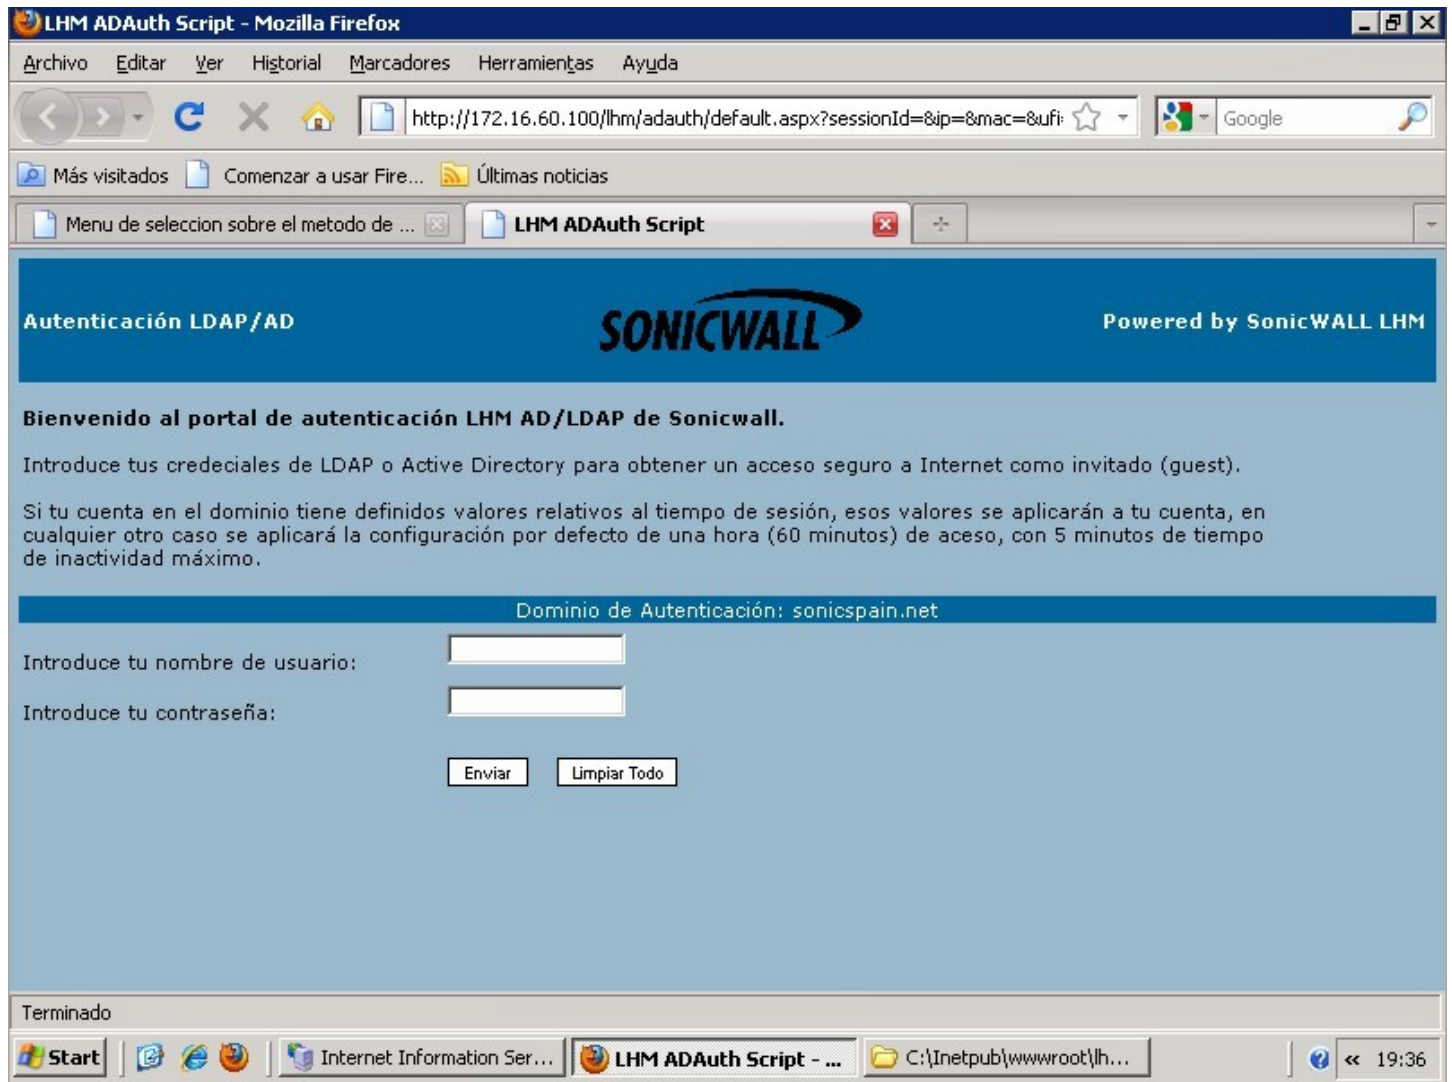 LHM ADAuth Script - Mozilla Firefox
Archivo Editar Ver Historial Marcadores Herramientas Ayuda
http://172.16.60.100/lhm/adauth/default.aspx?sessionId=&ip=&mac=&ufi Google
Más visitados Comenzar a usar Fire... Últimas noticias
Menu de seleccion sobre el metodo de ... LHM ADAuth Script
Autenticación LDAP/AD SONICWALL Powered by SonicWALL LHM
Bienvenido al portal de autenticación LHM AD/LDAP de Sonicwall.
Introduce tus credeciales de LDAP o Active Directory para obtener un acceso seguro a Internet como invitado (guest).
Si tu cuenta en el dominio tiene definidos valores relativos al tiempo de sesión, esos valores se aplicarán a tu cuenta, en
cualquier otro caso se aplicará la configuración por defecto de una hora (60 minutos) de aceso, con 5 minutos de tiempo
de inactividad máximo.
Dominio de Autenticación: sonicspain.net
Introduce tu nombre de usuario:
Introduce tu contraseña:
Enviar Limpiar Todo
Terminado
Start Internet Information Ser... LHM ADAuth Script - ... C:\Inetpub\wwwroot\lh... « 19:36